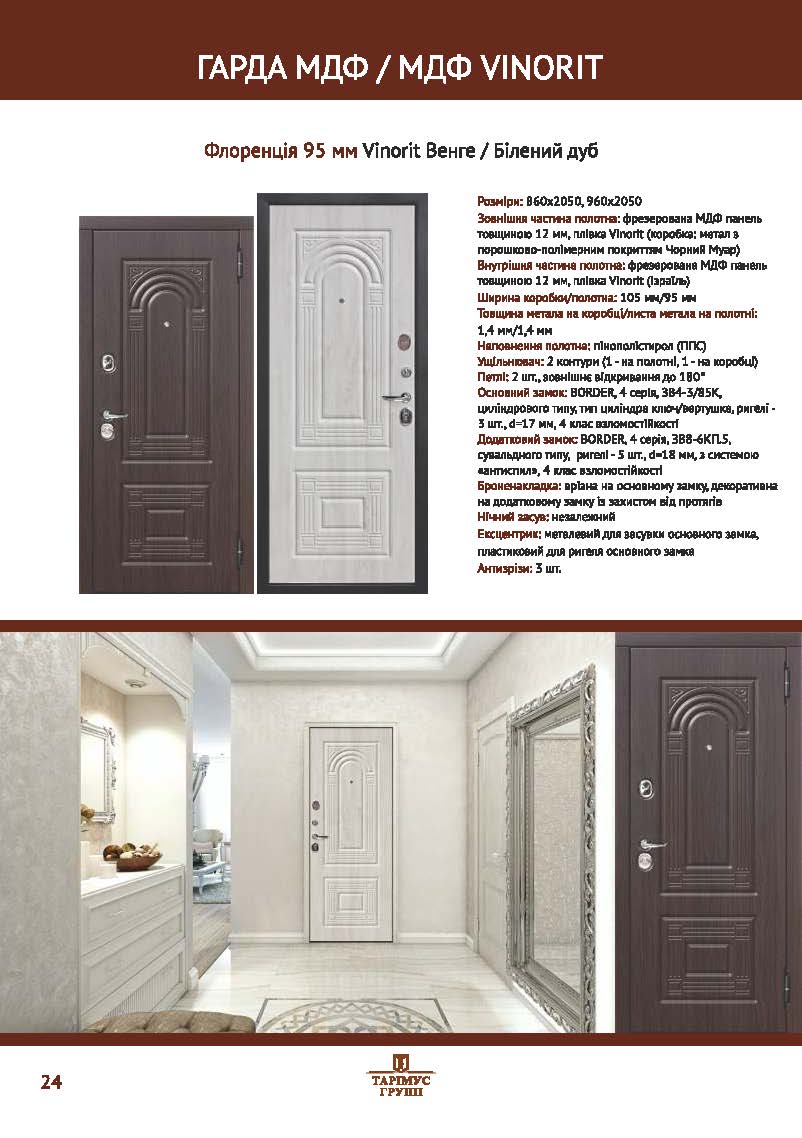 ГАРДА МДФ / МДФ VINORIT
Флоренція 95 мм Vinorit Венге / Білений дуб
Розміри: 860х2050, 960х2050
Зовнішня частина полотна: фрезерована МДФ панель
товщиною 12 мм, плівка Vinorit (коробка: метал з
порошково-полімерним покриттям Чорний Муар)
Внутрішня частина полотна: фрезерована МДФ панель
товщиною 12 мм, плівка Vinorit (Ізраїль)
Ширина коробки/полотна: 105 мм/95 мм
Товщина метала на коробці/листа метала на полотні:
1,4 мм/1,4 мм
Наповнення полотна: пінополістирол (ППС)
Ущільнювач: 2 контури (1 - на полотні, 1 - на коробці)
Петлі: 2 шт., зовнішнє відкривання до 180°
Основний замок: BORDER, 4 серія, ЗВ4-3/85К,
циліндрового типу, тип циліндра ключ/вертушка, ригелі -
3 шт., d=17 мм, 4 клас взломостійкості
Додатковий замок: BORDER, 4 серія, ЗВ8-6КП.5,
сувальдного типу, ригелі - 5 шт., d=18 мм, з системою
«антиспил», 4 клас взломостійкості
Броненакладка: врізна на основному замку, декоративна
на додатковому замку із захистом від протягів
Нічний засув: незалежний
Ексцентрик: металевий для засувки основного замка,
пластиковий для ригеля основного замка
Антизрізи: 3 шт.
24
ТАРІМУС
ГРУПП